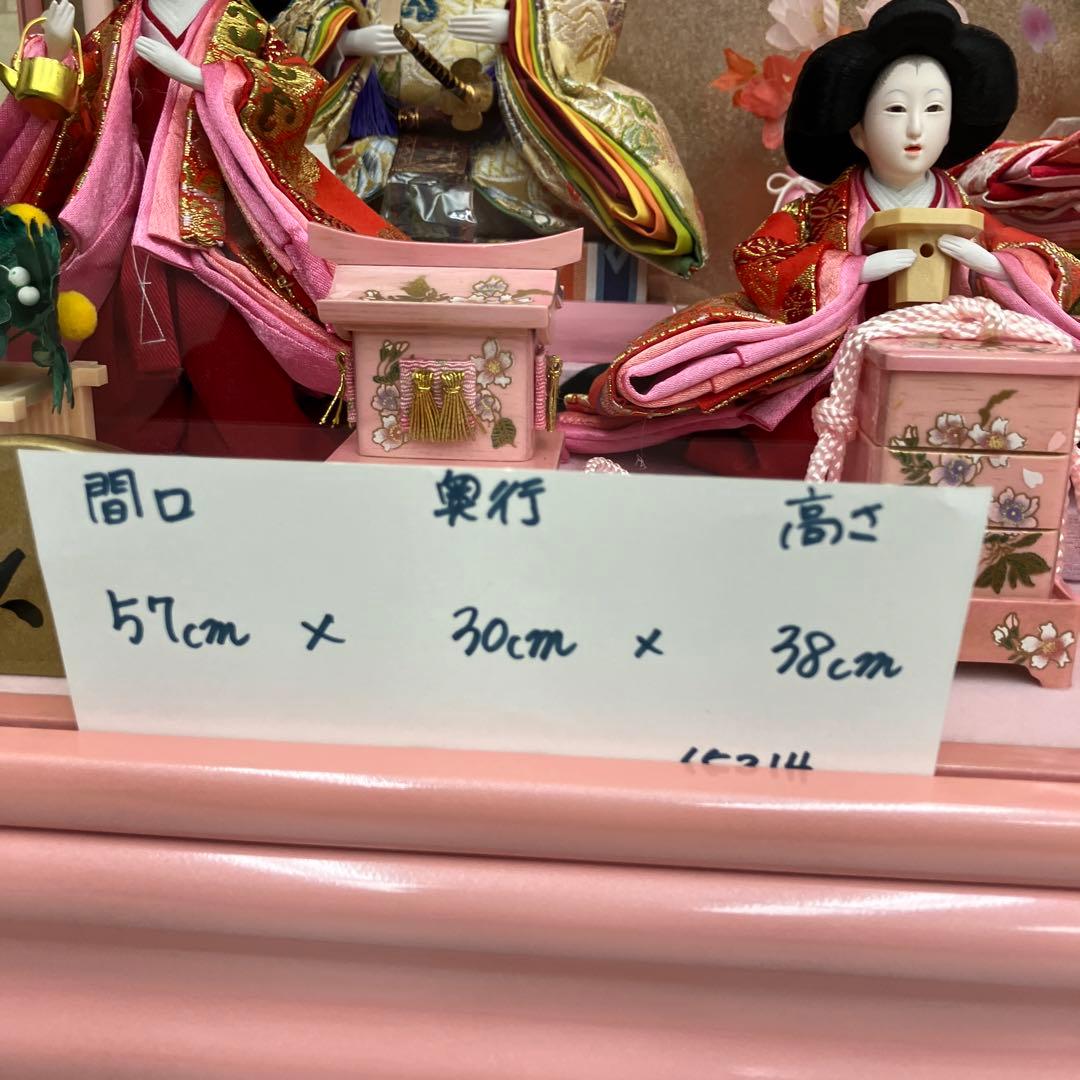 間口 奥行 高さ
57cm × 30cm × 38cm